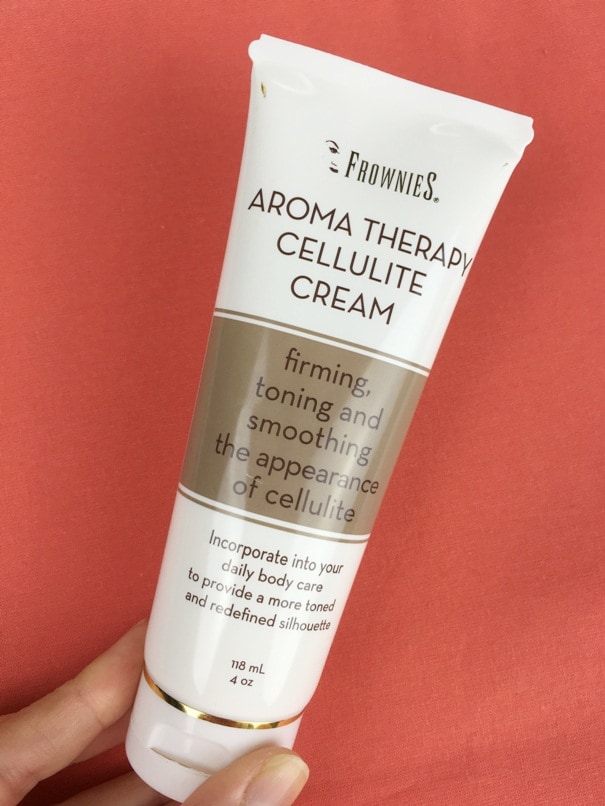 FROWNIES®
AROMA THERAPY
CELLULITE
CREAM
firming,
toning and
smoothing
the appearance
of cellulite
Incorporate into your
daily body care
to provide a more toned
and redefined silhouette
118 mL
4 oz